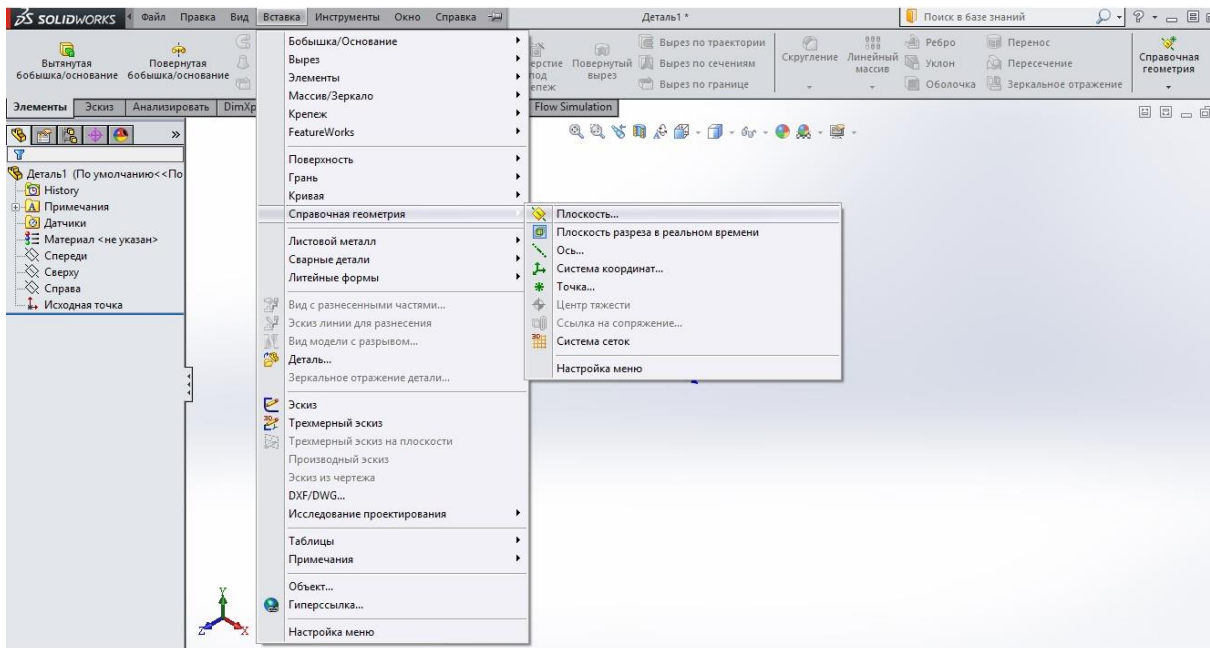 SOLIDWORKS Файл Правка Вид Вставка Инструменты Окно Справка Деталь1 * Поиск в базе знаний
Вытянутая бобышка/основание
Повернутая бобышка/основание
Повернутый вырез
Вырез по траектории
Вырез по сечениям
Вырез по границе
Скругление
Линейный массив
Ребро
Уклон
Оболочка
Перенос
Пересечение
Зеркальное отражение
Справочная геометрия
Элементы Эскиз Анализировать DimXp Flow Simulation
Деталь1 (По умолчанию<<По
History
Примечания
Датчики
Материал <не указан>
Спереди
Сверху
Справа
Исходная точка
Бобышка/Основание
Вырез
Элементы
Массив/Зеркало
Крепеж
FeatureWorks
Поверхность
Грань
Кривая
Справочная геометрия
Листовой металл
Сварные детали
Литейные формы
Вид с разнесенными частями...
Эскиз линии для разнесения
Вид модели с разрывом...
Деталь...
Зеркальное отражение детали...
Эскиз
Трехмерный эскиз
Трехмерный эскиз на плоскости
Производный эскиз
Эскиз из чертежа
DXF/DWG...
Исследование проектирования
Таблицы
Примечания
Объект...
Гиперссылка...
Настройка меню
Плоскость...
Плоскость разреза в реальном времени
Ось...
Система координат...
Точка...
Центр тяжести
Ссылка на сопряжение...
Система сеток
Настройка меню
Y
Z X